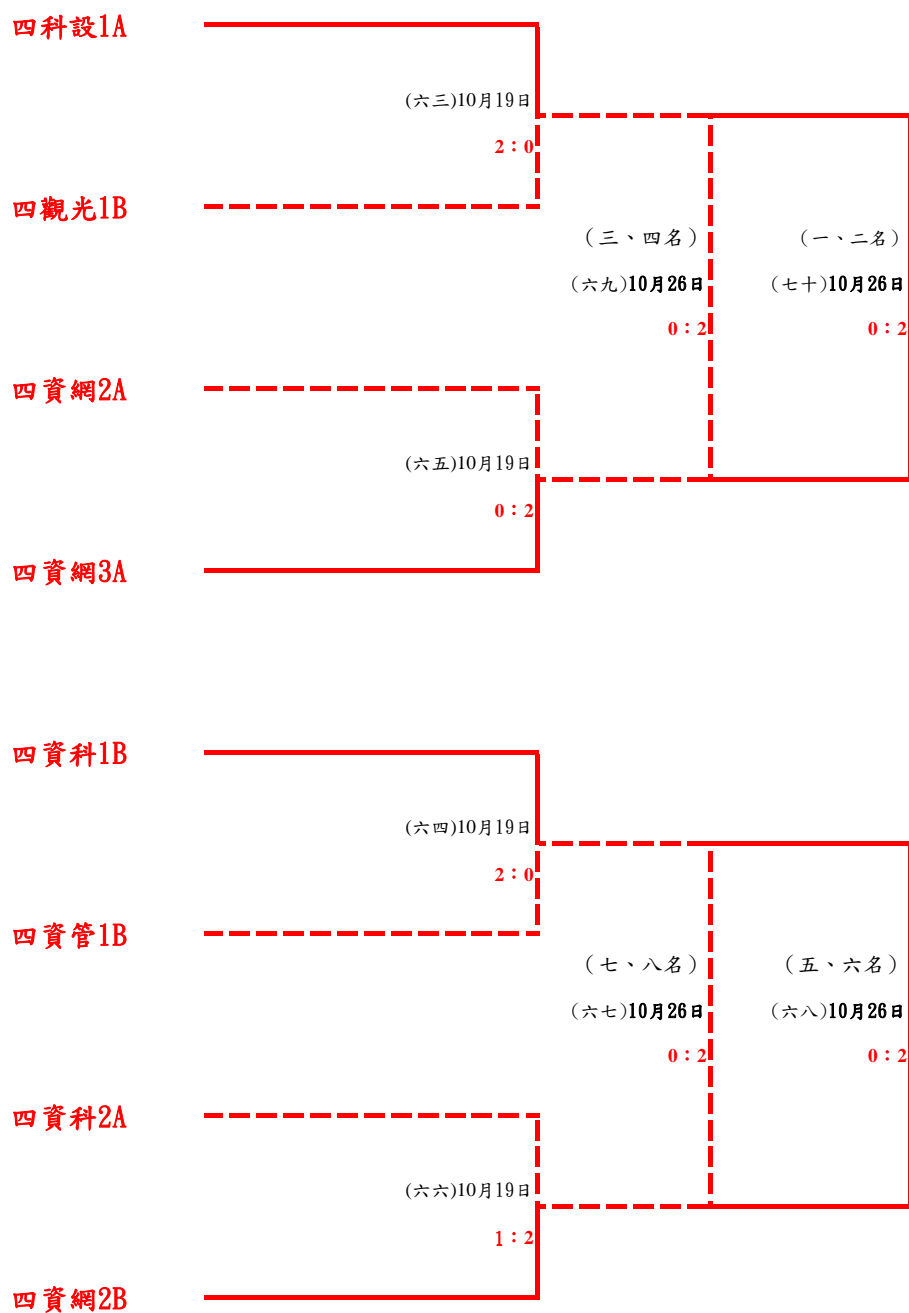 四科設1A
(六三)10月19日
2：0
四觀光1B
(三、四名)
(一、二名)
(六九)10月26日
(七十)10月26日
0：2
0：2
四資網2A
(六五)10月19日
0：2
四資網3A
四資科1B
(六四)10月19日
2：0
四資管1B
(七、八名)
(五、六名)
(六七)10月26日
(六八)10月26日
0：2
0：2
四資科2A
(六六)10月19日
1：2
四資網2B